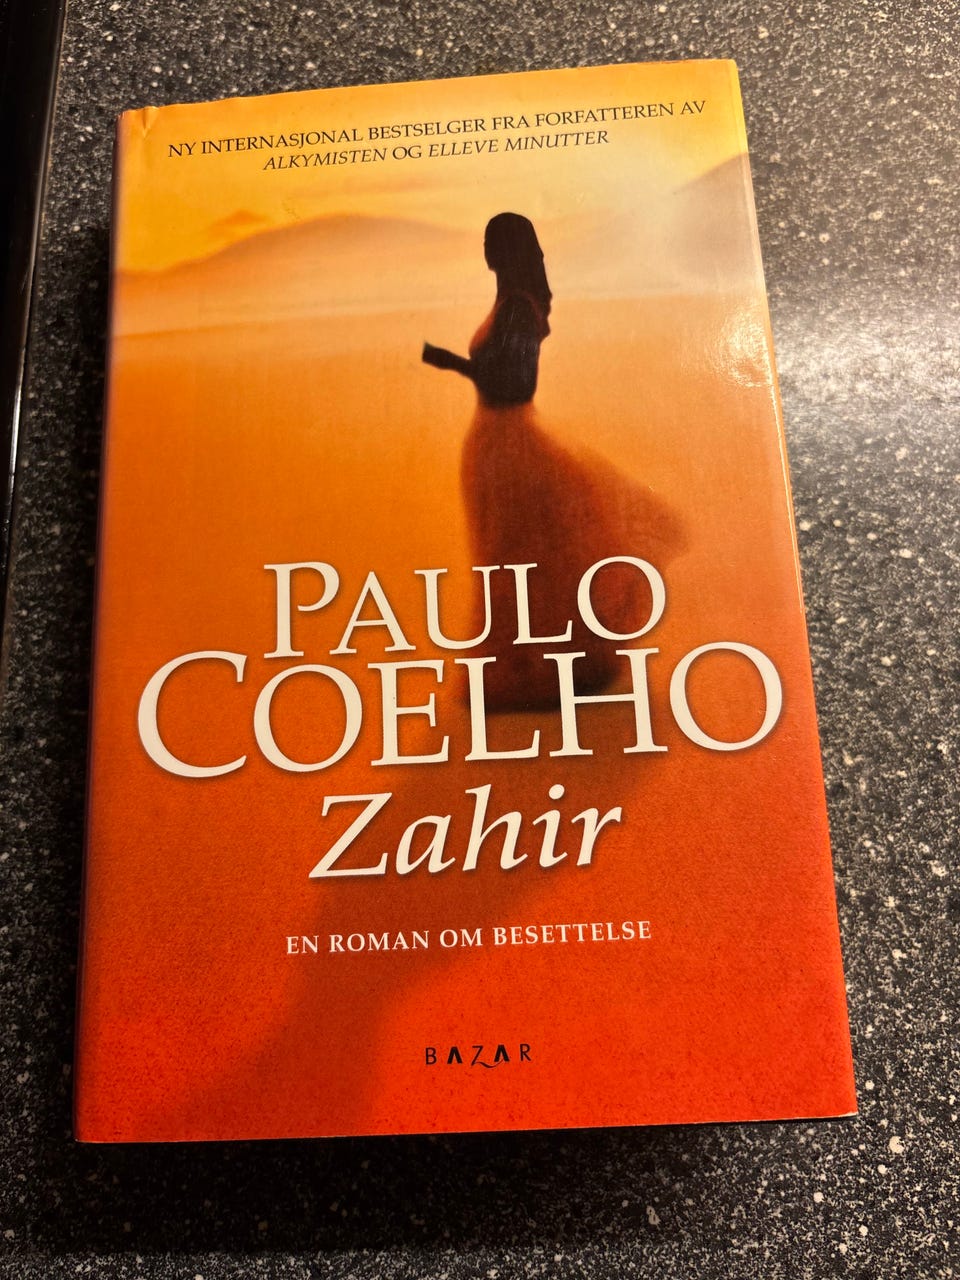 NY INTERNASJONAL BESTSELGER FRA FORFATTEREN AV
ALKYMISTEN OG ELLEVE MINUTTER
PAULO
COELHO
Zahir
EN ROMAN OM BESETTELSE
BAZAR